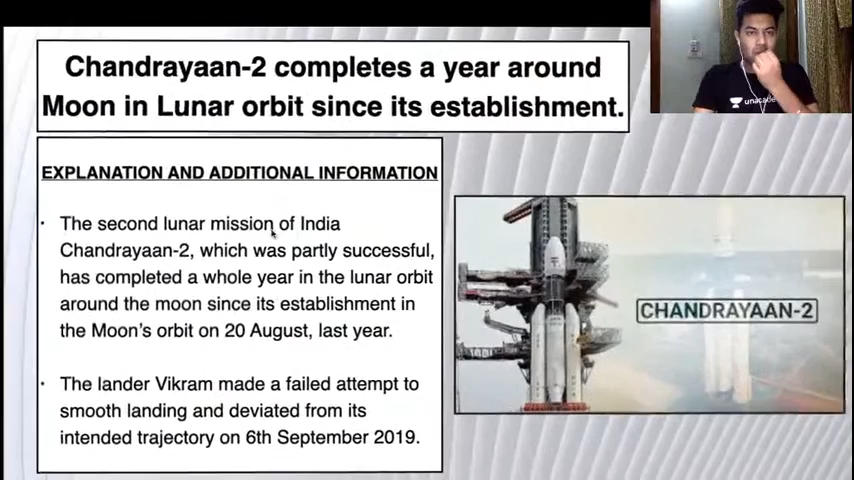 Chandrayaan-2 completes a year around
Moon in Lunar orbit since its establishment.
EXPLANATION AND ADDITIONAL INFORMATION
• The second lunar mission of India
Chandrayaan-2, which was partly successful,
has completed a whole year in the lunar orbit
around the moon since its establishment in
the Moon's orbit on 20 August, last year.
• The lander Vikram made a failed attempt to
smooth landing and deviated from its
intended trajectory on 6th September 2019.
CHANDRAYAAN-2